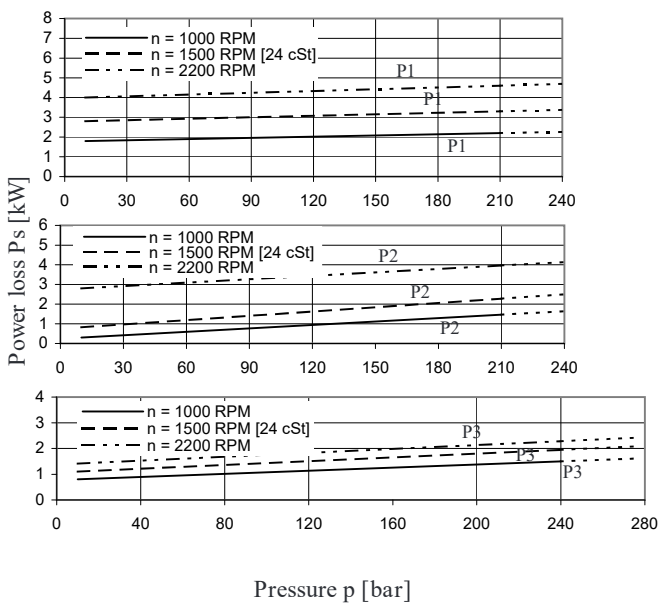 Power loss Ps [kW]
8
7
6
5
4
3
2
1
0
n = 1000 RPM
n = 1500 RPM [24 cSt]
n = 2200 RPM
P1
P1
P1
0 30 60 90 120 150 180 210 240
6
5
4
3
2
1
0
n = 1000 RPM
n = 1500 RPM [24 cSt]
n = 2200 RPM
P2
P2
P2
0 30 60 90 120 150 180 210 240
4
3
2
1
0
n = 1000 RPM
n = 1500 RPM [24 cSt]
n = 2200 RPM
P3
P3
P3
0 40 80 120 160 200 240 280
Pressure p [bar]